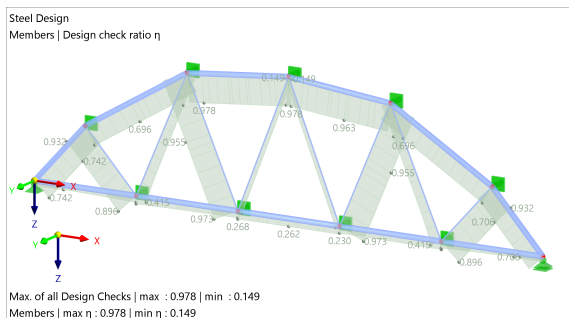 Steel Design
Members | Design check ratio η
0.149 0.149
0.978 0.978
0.696 0.963
0.932 0.955 0.696
0.742 0.955
Y X 0.742 0.415 0.706 0.932
Z 0.896 0.973 0.268 0.262 0.230 0.973 0.415
Y X 0.896
Z
Max. of all Design Checks | max : 0.978 | min : 0.149
Members | max η : 0.978 | min η : 0.149